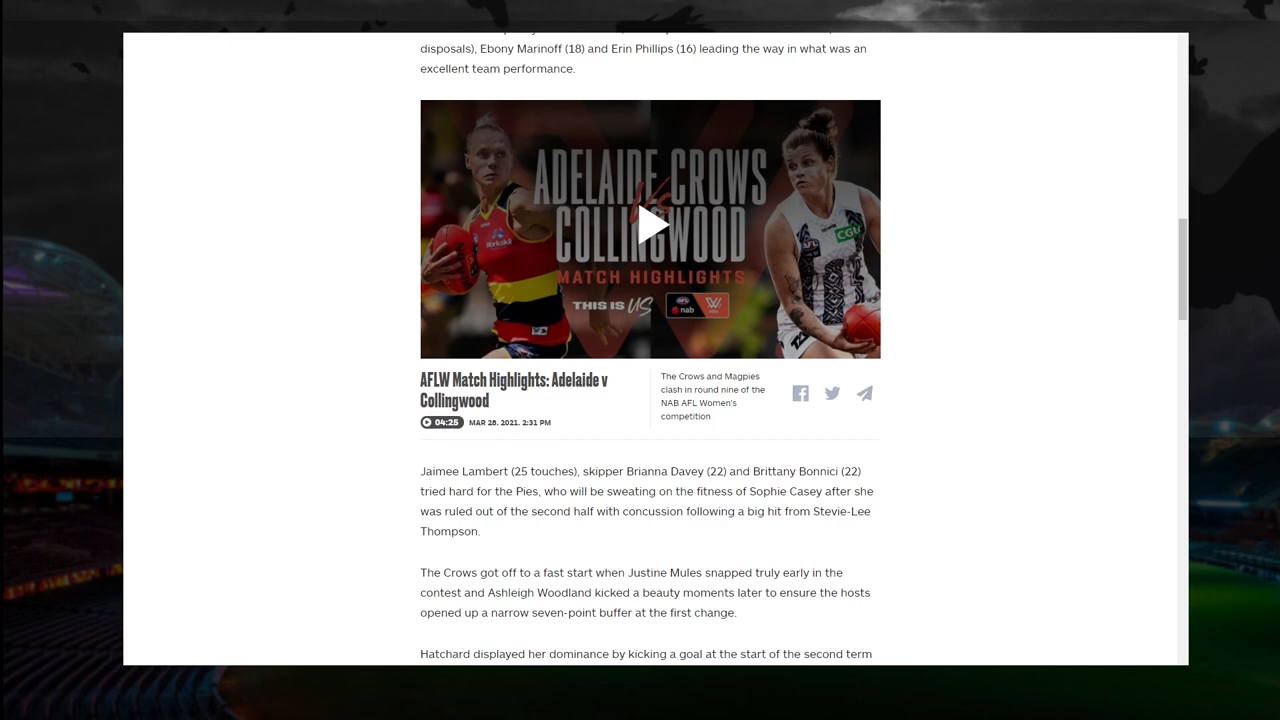 disposals), Ebony Marinoff (18) and Erin Phillips (16) leading the way in what was an
excellent team performance.
ADELAIDE CROWS
Vs
COLLINGWOOD
MATCH HIGHLIGHTS
THIS IS US
AFL
nab
W
Workskil
AFL
CGU
AFLW Match Highlights: Adelaide v
Collingwood
04:25 MAR 28, 2021, 2:31 PM
The Crows and Magpies
clash in round nine of the
NAB AFL Women's
competition
Jaimee Lambert (25 touches), skipper Brianna Davey (22) and Brittany Bonnici (22)
tried hard for the Pies, who will be sweating on the fitness of Sophie Casey after she
was ruled out of the second half with concussion following a big hit from Stevie-Lee
Thompson.
The Crows got off to a fast start when Justine Mules snapped truly early in the
contest and Ashleigh Woodland kicked a beauty moments later to ensure the hosts
opened up a narrow seven-point buffer at the first change.
Hatchard displayed her dominance by kicking a goal at the start of the second term